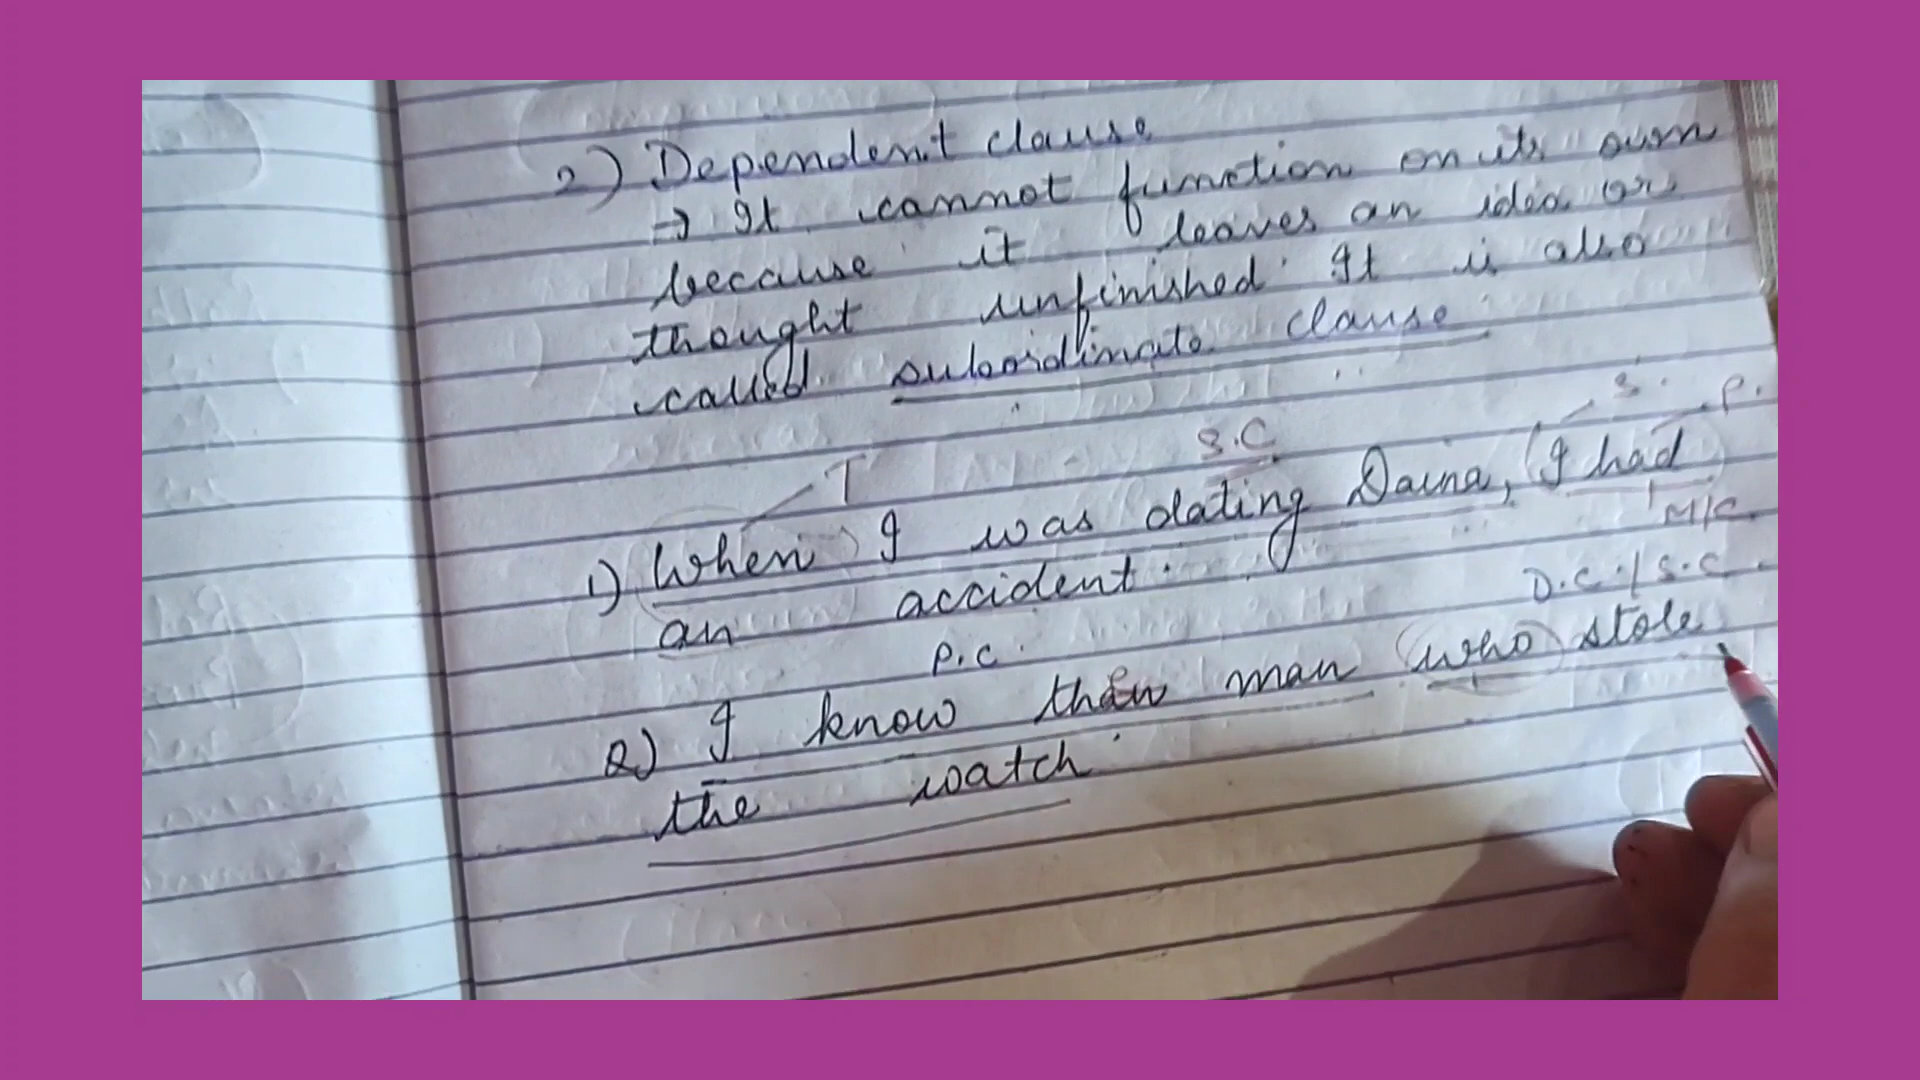 2) Dependent clause
→ It cannot function on its own
because it leaves an idea or
thought unfinished. It is also
called subordinate clause
S. P.
T S.C
1) When I was dating Daina, I had
M/C
an accident.
D.C./S.C.
P.C.
2) I know the man who stole
the watch.